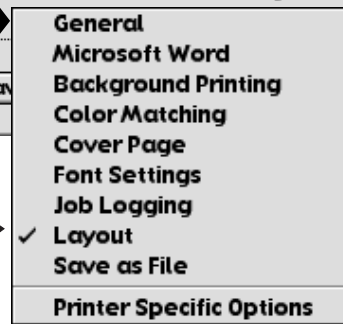 General
Microsoft Word
Background Printing
Color Matching
Cover Page
Font Settings
Job Logging
✓ Layout
Save as File
Printer Specific Options